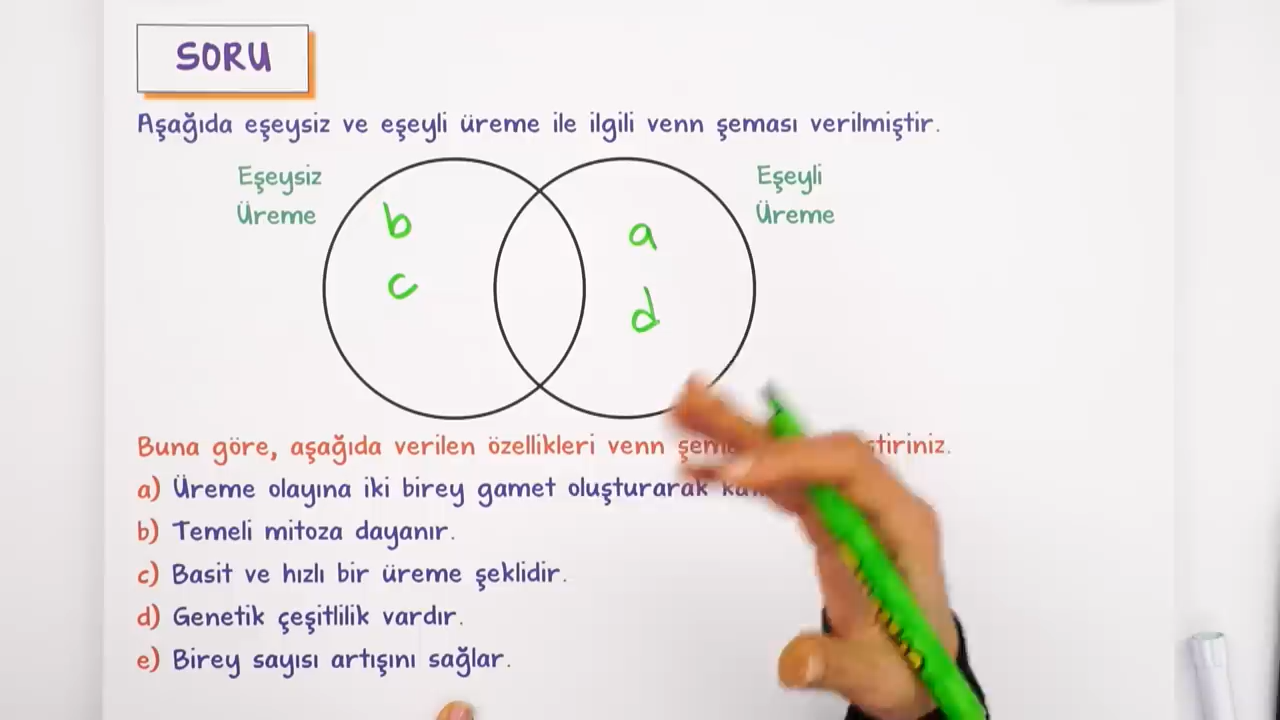 SORU
Aşağıda eşeysiz ve eşeyli üreme ile ilgili venn şeması verilmiştir.
Eşeysiz
Üreme
Eşeyli
Üreme
b
c
a
d
Buna göre, aşağıda verilen özellikleri venn
a) Üreme olayına iki birey gamet oluşturarak
b) Temeli mitoza dayanır.
c) Basit ve hızlı bir üreme şeklidir.
d) Genetik çeşitlilik vardır.
e) Birey sayısı artışını sağlar.